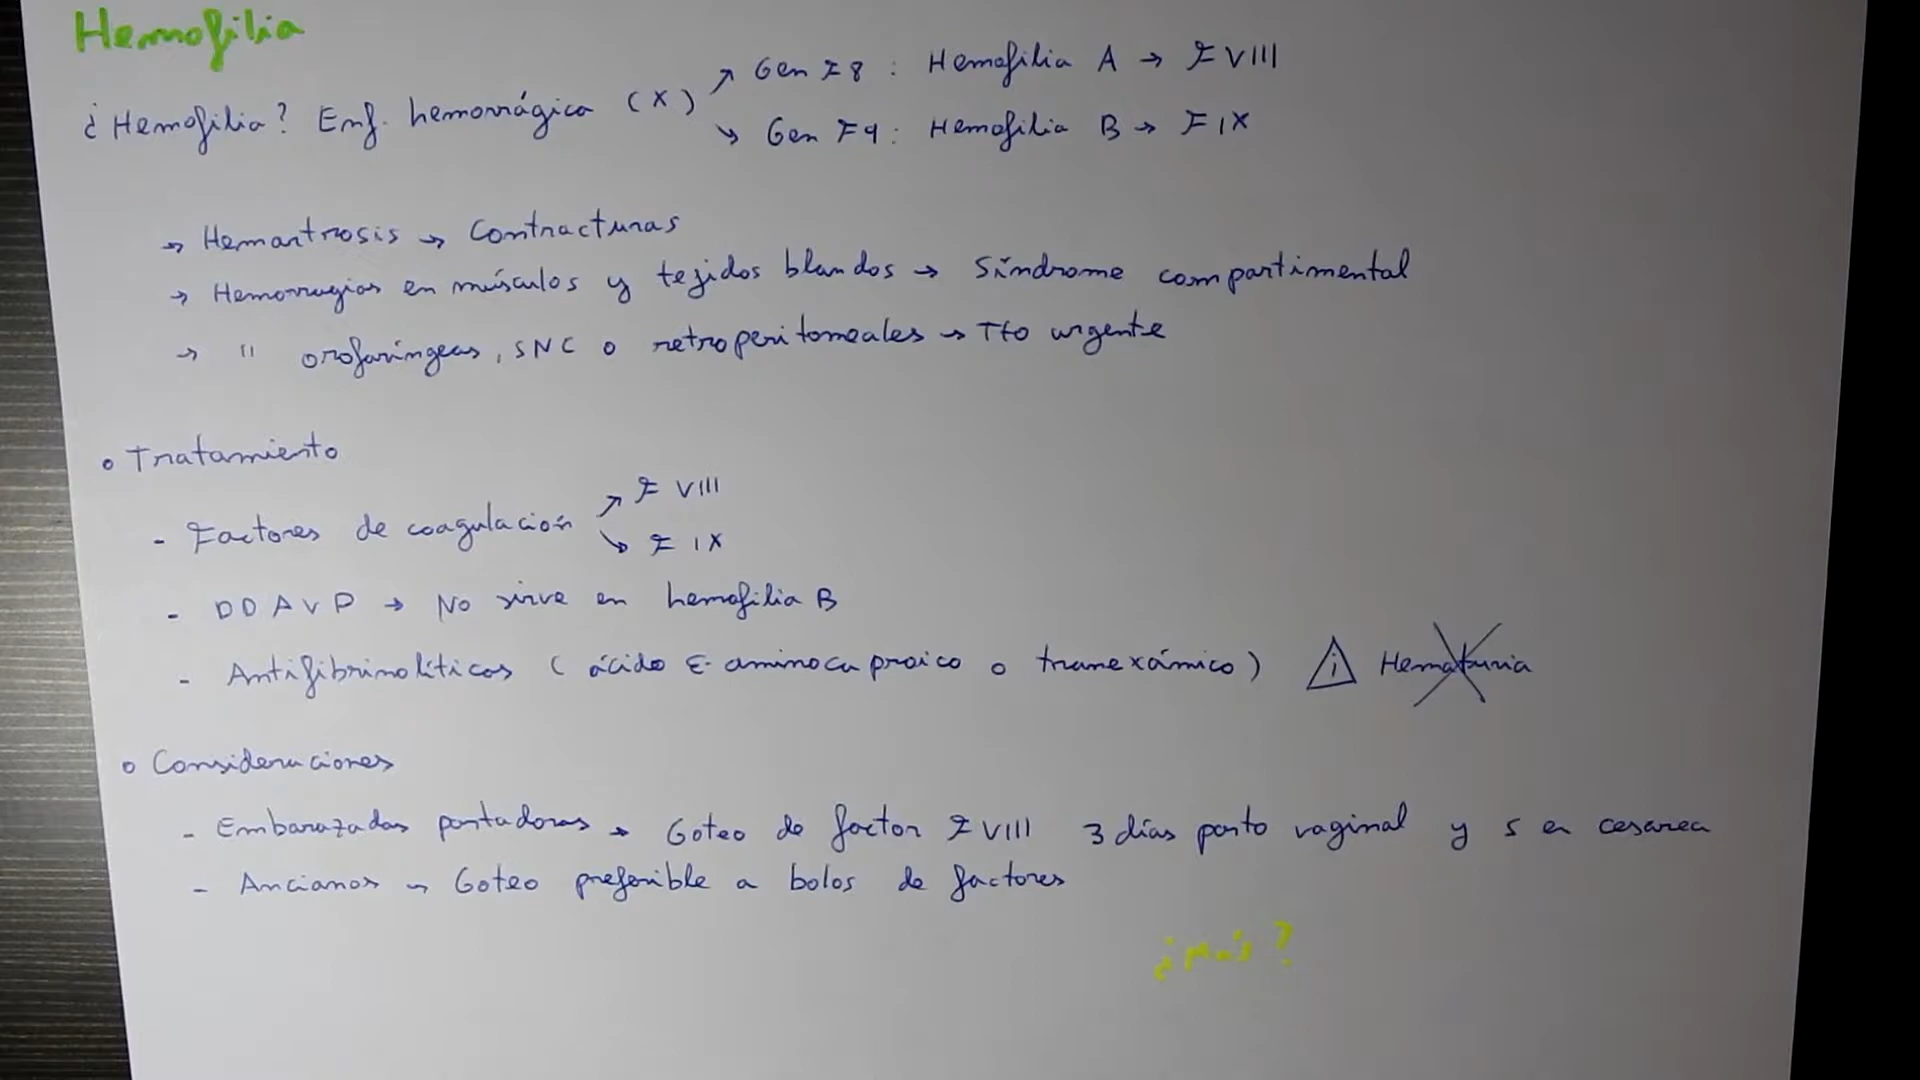 Hemofilia
¿Hemofilia? Enf. hemorrágica (X)
↗ Gen F8 : Hemofilia A → F VIII
↘ Gen F9 : Hemofilia B → F IX
→ Hemartrosis → Contracturas
→ Hemorragias en músculos y tejidos blandos → Síndrome compartimental
→ " orofaríngeas, SNC o retroperitoneales → Tto urgente
• Tratamiento
- Factores de coagulación
↗ F VIII
↘ F IX
- DDAVP → No sirve en hemofilia B
- Antifibrinolíticos (ácido ε-aminocaproico o tranexámico) ⚠ Hematuria
• Consideraciones
- Embarazadas portadoras → Goteo de factor F VIII 3 días parto vaginal y 5 en cesarea
- Ancianos → Goteo preferible a bolos de factores
¿Más?